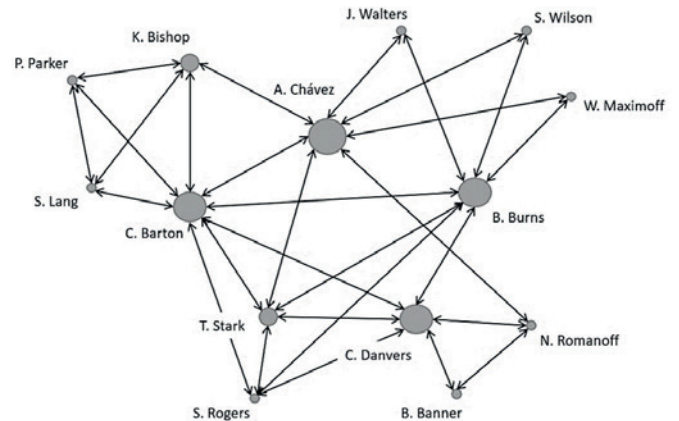 J. Walters
S. Wilson
K. Bishop
P. Parker
A. Chávez
W. Maximoff
S. Lang
C. Barton
B. Burns
T. Stark
C. Danvers
N. Romanoff
S. Rogers
B. Banner